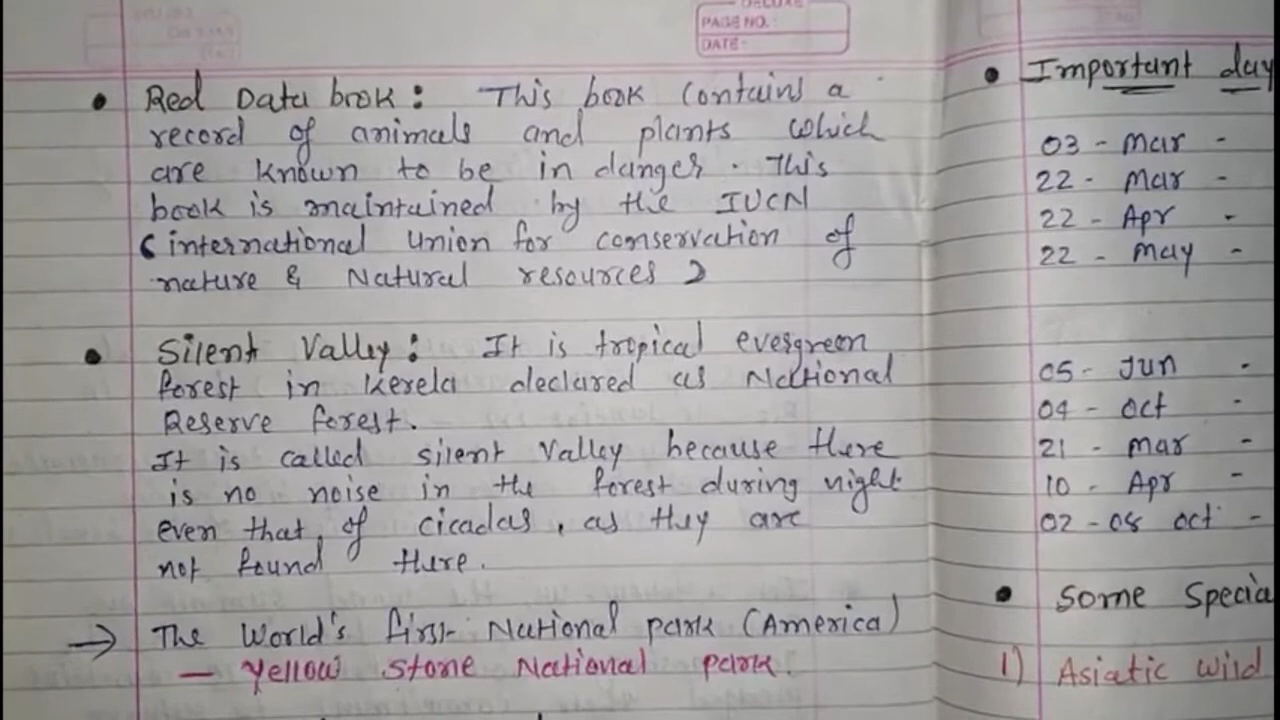 DELUXE
PAGE NO.:
DATE:
• Red Data book: This book contains a
record of animals and plants which
are known to be in danger. This
book is maintained by the IUCN
(international union for conservation of
nature & Natural resources)
• Silent Valley: It is tropical evergreen
forest in Kerela declared as National
Reserve forest.
It is called silent Valley because there
is no noise in the forest during night
even that, of cicadas, as they are
not found there.
→ The World's first National park (America)
— Yellow stone National park.
• Important day
03 - Mar -
22 - Mar -
22 - Apr -
22 - May -
05 - Jun -
04 - Oct -
21 - Mar -
10 - Apr -
02 - 08 Oct -
• Some Specia
1) Asiatic Wild